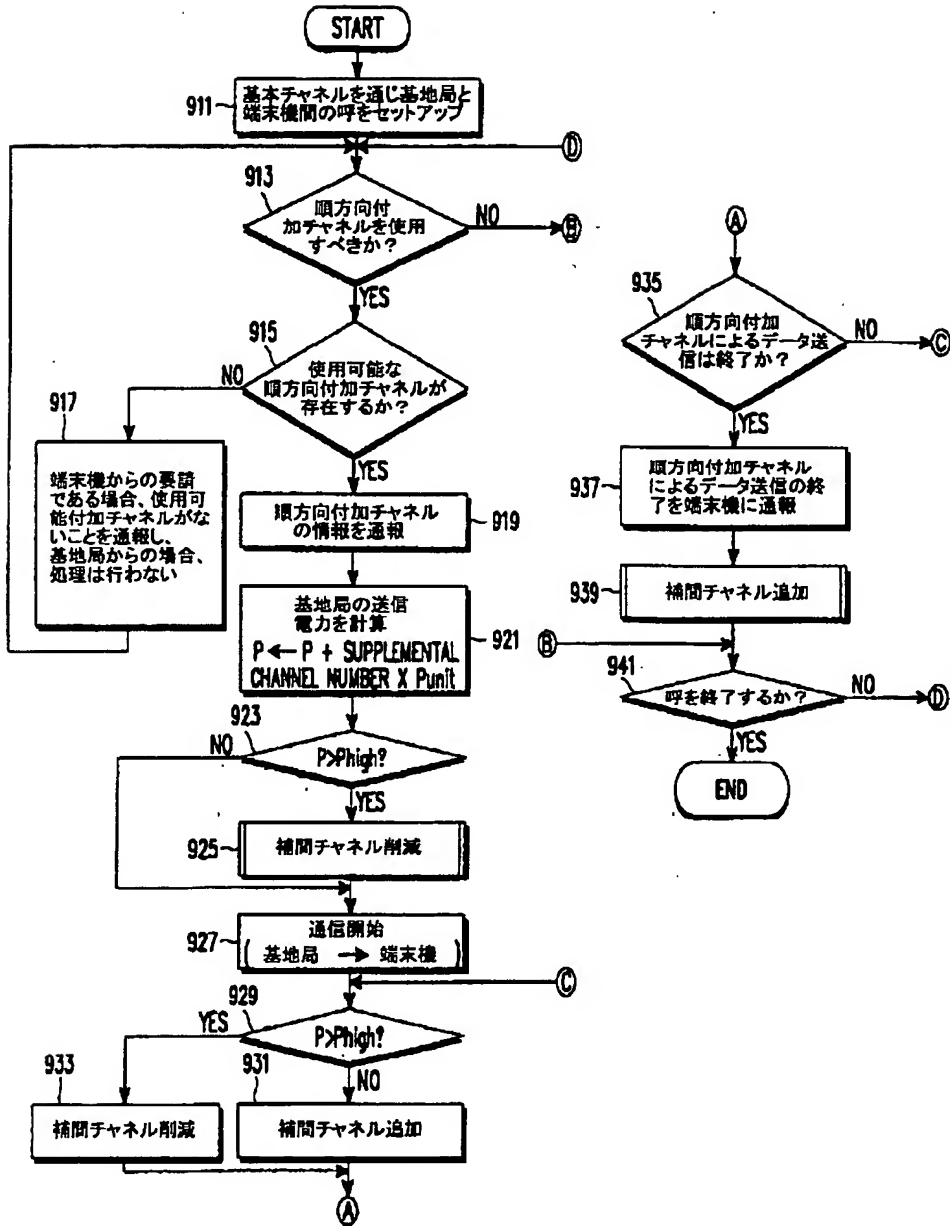 START
911
基本チャネルを通じ基地局と
端末機間の呼をセットアップ
D
913
順方向付
加チャネルを使用
すべきか？
NO
B
YES
915
使用可能な
順方向付加チャネルが
存在するか？
NO
917
端末機からの要請
である場合、使用可
能付加チャネルがな
いことを通報し、
基地局からの場合、
処理は行わない
YES
順方向付加チャネル
の情報を通報
919
基地局の送信
電力を計算
P ← P + SUPPLEMENTAL
CHANNEL NUMBER X Punit
921
923
NO
P>Phigh?
YES
925
補間チャネル削減
927
通信開始
( 基地局 → 端末機 )
C
929
YES
P>Phigh?
NO
933
補間チャネル削減
931
補間チャネル追加
A
A
935
順方向付加
チャネルによるデータ送
信は終了か？
NO
C
YES
937
順方向付加チャネル
によるデータ送信の終
了を端末機に通報
939
補間チャネル追加
B
941
呼を終了するか？
NO
D
YES
END